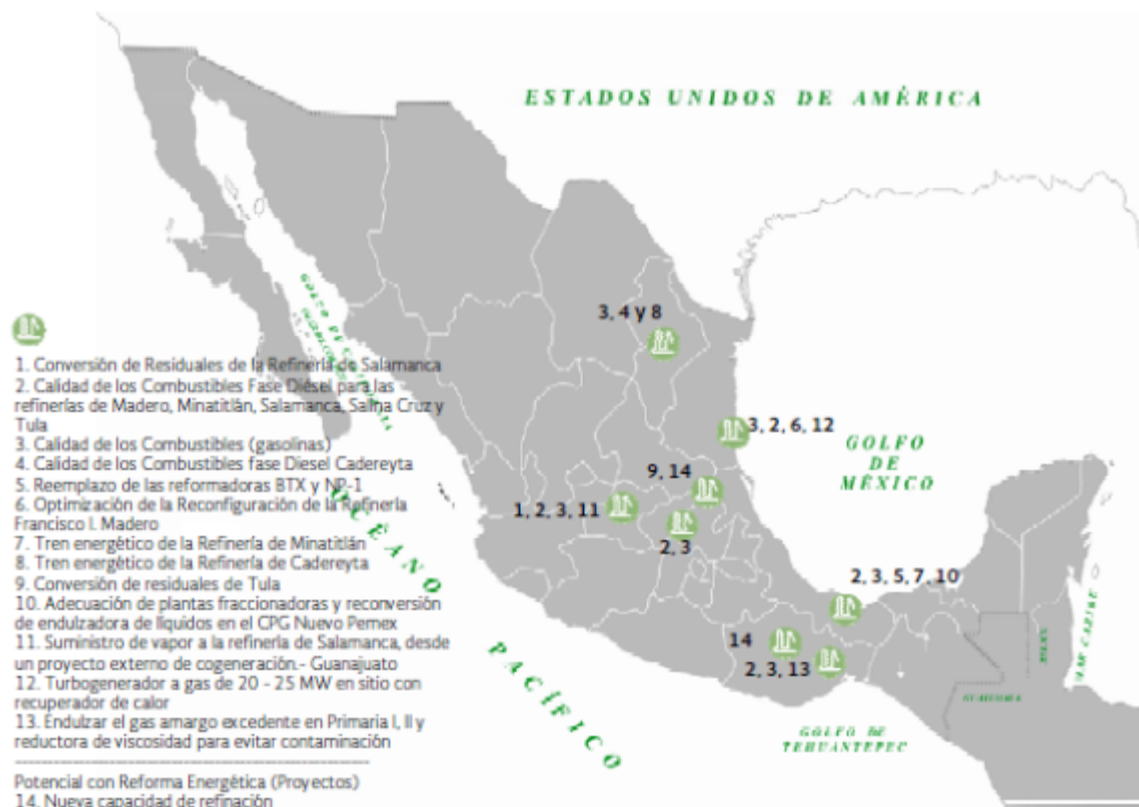 ESTADOS UNIDOS DE AMÉRICA
3, 4 y 8
3, 2, 6, 12
GOLFO
DE
MÉXICO
9, 14
1, 2, 3, 11
2, 3
2, 3, 5, 7, 10
14
2, 3, 13
OCÉANO
PACÍFICO
GOLFO DE
TEHUANTEPEC
GUATEMALA
MAR CARIBE
1. Conversión de Residuales de la Refinería de Salamanca
2. Calidad de los Combustibles Fase Diésel para las
refinerías de Madero, Minatitlán, Salamanca, Salina Cruz y
Tula
3. Calidad de los Combustibles (gasolinas)
4. Calidad de los Combustibles fase Diesel Cadereyta
5. Reemplazo de las reformadoras BTX y NP-1
6. Optimización de la Reconfiguración de la Refinería
Francisco I. Madero
7. Tren energético de la Refinería de Minatitlán
8. Tren energético de la Refinería de Cadereyta
9. Conversión de residuales de Tula
10. Adecuación de plantas fraccionadoras y reconversión
de endulzadora de líquidos en el CPG Nuevo Pemex
11. Suministro de vapor a la refinería de Salamanca, desde
un proyecto externo de cogeneración.- Guanajuato
12. Turbogenerador a gas de 20 - 25 MW en sitio con
recuperador de calor
13. Endulzar el gas amargo excedente en Primaria I, II y
reductora de viscosidad para evitar contaminación
Potencial con Reforma Energética (Proyectos)
14. Nueva capacidad de refinación